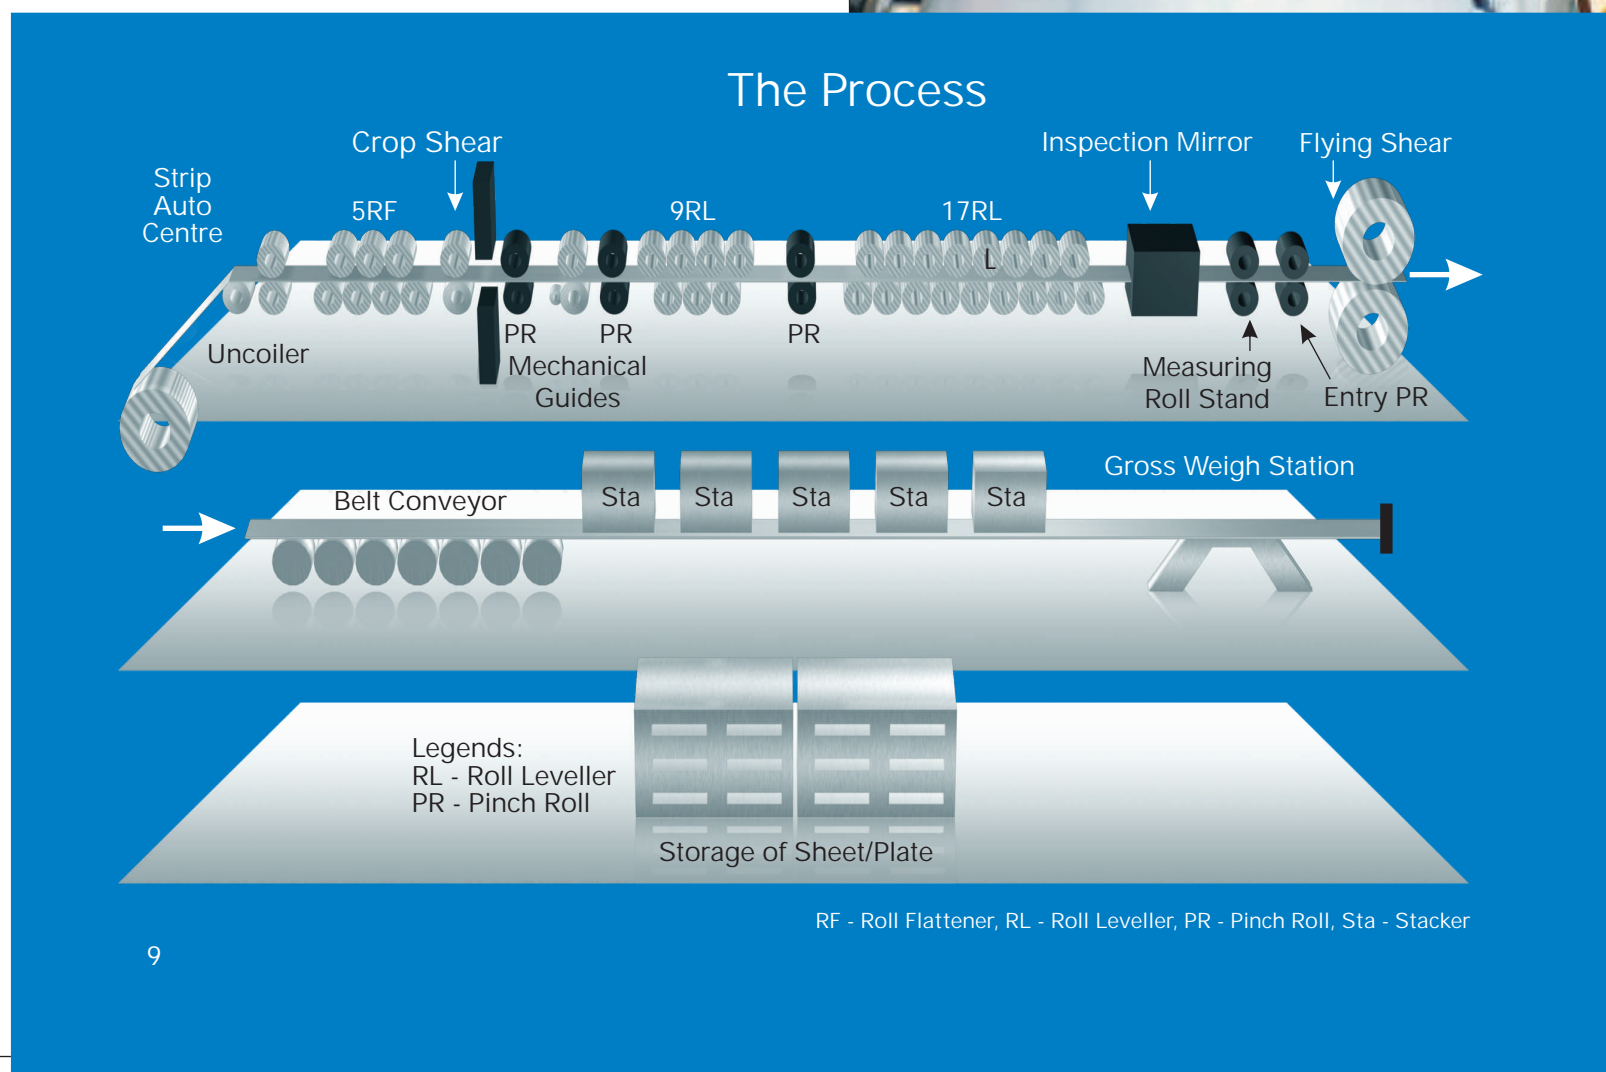 The Process
Crop Shear
Inspection Mirror
Flying Shear
Strip
Auto
Centre
5RF
9RL
17RL
L
PR
PR
PR
Uncoiler
Mechanical
Guides
Measuring
Roll Stand
Entry PR
Gross Weigh Station
Belt Conveyor
Sta
Sta
Sta
Sta
Sta
Legends:
RL - Roll Leveller
PR - Pinch Roll
Storage of Sheet/Plate
RF - Roll Flattener, RL - Roll Leveller, PR - Pinch Roll, Sta - Stacker
9